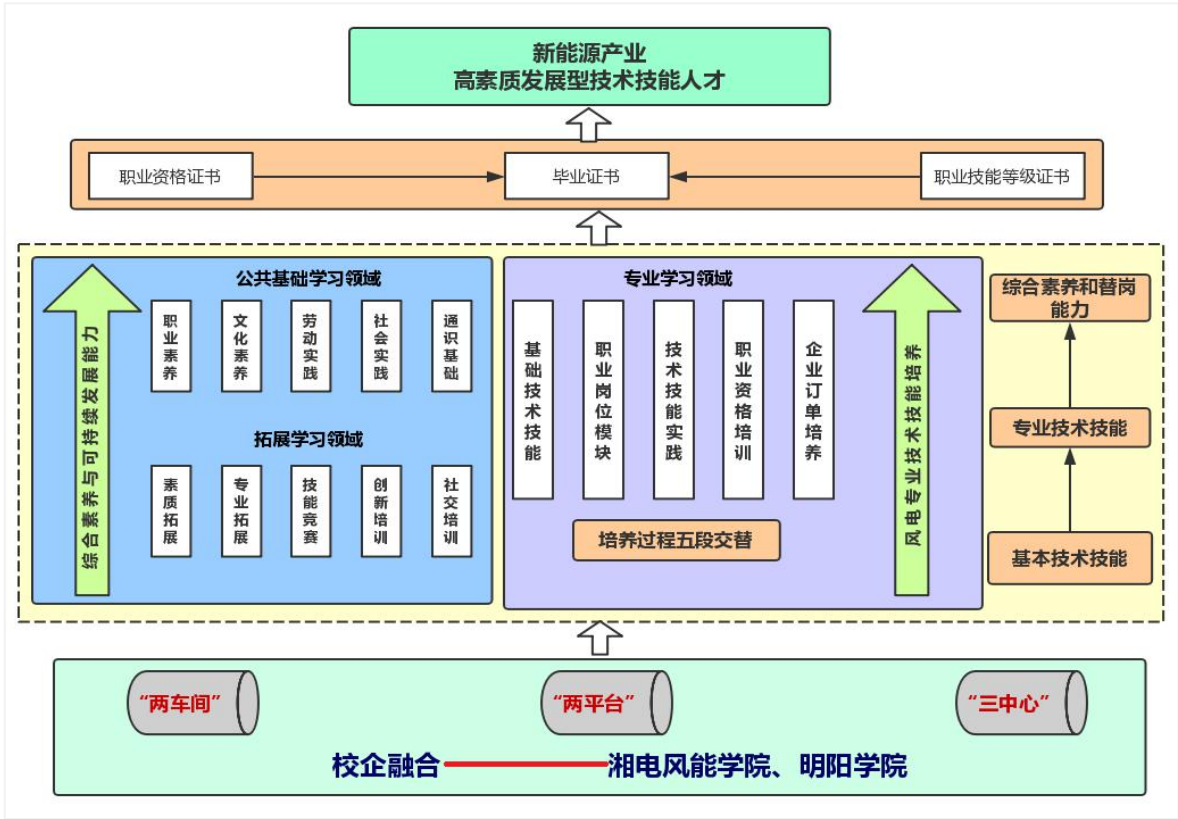 新能源产业
高素质发展型技术技能人才
职业资格证书
毕业证书
职业技能等级证书
综合素养与可持续发展能力
公共基础学习领域
职业素养
文化素养
劳动实践
社会实践
通识基础
拓展学习领域
素质拓展
专业拓展
技能竞赛
创新培训
社交培训
专业学习领域
基础技术技能
职业岗位模块
技术技能实践
职业资格培训
企业订单培养
培养过程五段交替
风电专业技术技能培养
综合素养和替岗
能力
专业技术技能
基本技术技能
“两车间”
“两平台”
“三中心”
校企融合
湘电风能学院、明阳学院